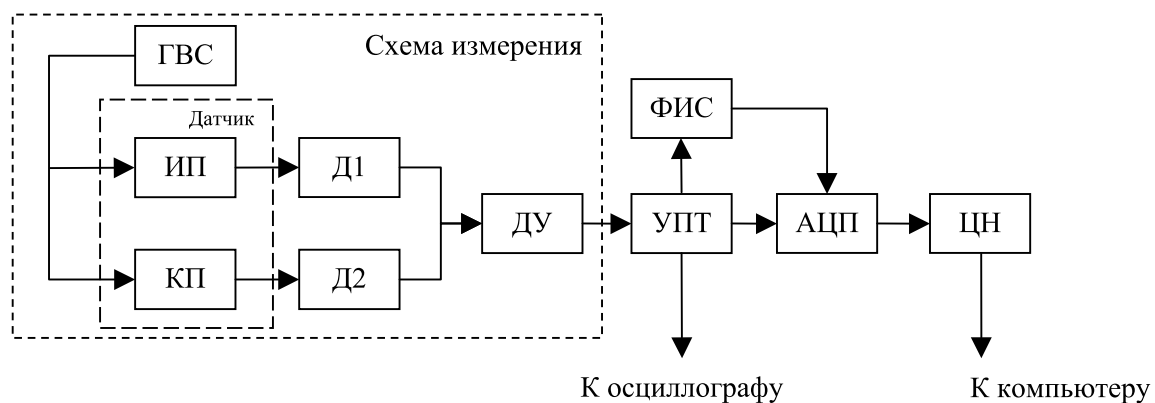 Схема измерения
ГВС
Датчик
ФИС
ИП
Д1
ДУ
УПТ
АЦП
ЦН
КП
Д2
К осциллографу
К компьютеру